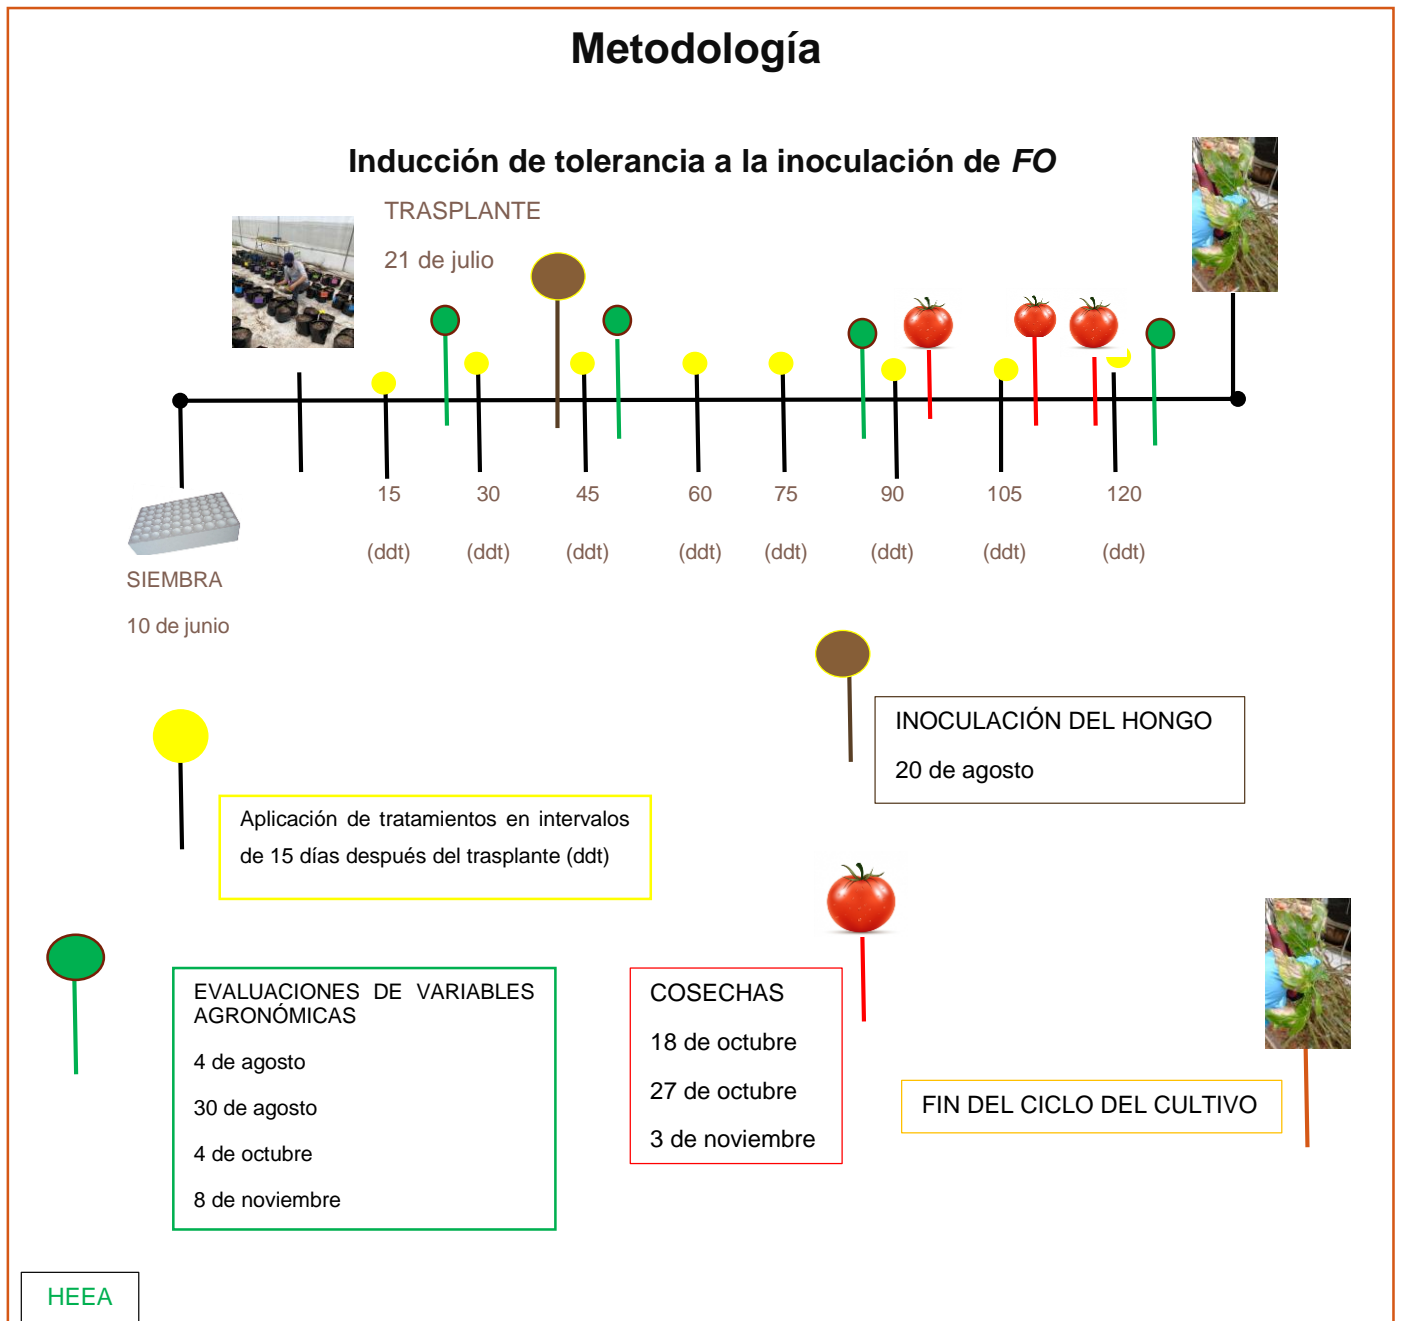 Metodología
Inducción de tolerancia a la inoculación de FO
TRASPLANTE
21 de julio
15 30 45 60 75 90 105 120
(ddt) (ddt) (ddt) (ddt) (ddt) (ddt) (ddt) (ddt)
SIEMBRA
10 de junio
INOCULACIÓN DEL HONGO
20 de agosto
Aplicación de tratamientos en intervalos
de 15 días después del trasplante (ddt)
EVALUACIONES DE VARIABLES
AGRONÓMICAS
4 de agosto
30 de agosto
4 de octubre
8 de noviembre
COSECHAS
18 de octubre
27 de octubre
3 de noviembre
FIN DEL CICLO DEL CULTIVO
HEEA